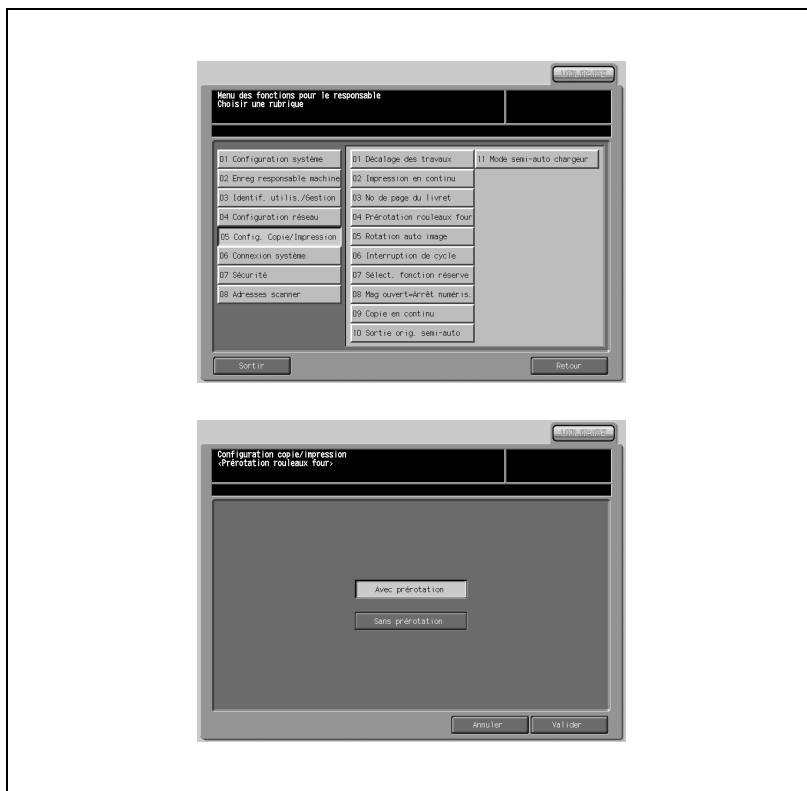 UTILITAIRE
Menu des fonctions pour le responsable
Choisir une rubrique
01 Configuration système
02 Enreg responsable machine
03 Identif. utilis./Gestion
04 Configuration réseau
05 Config. Copie/Impression
06 Connexion système
07 Sécurité
08 Adresses scanner
01 Décalage des travaux
02 Impression en continu
03 No de page du livret
04 Prérotation rouleaux four
05 Rotation auto image
06 Interruption de cycle
07 Sélect. fonction réserve
08 Mag ouvert=Arrêt numéris.
09 Copie en continu
10 Sortie orig. semi-auto
11 Mode semi-auto chargeur
Sortir
Retour
UTILITAIRE
Configuration copie/impression
<Prérotation rouleaux four>
Avec prérotation
Sans prérotation
Annuler
Valider